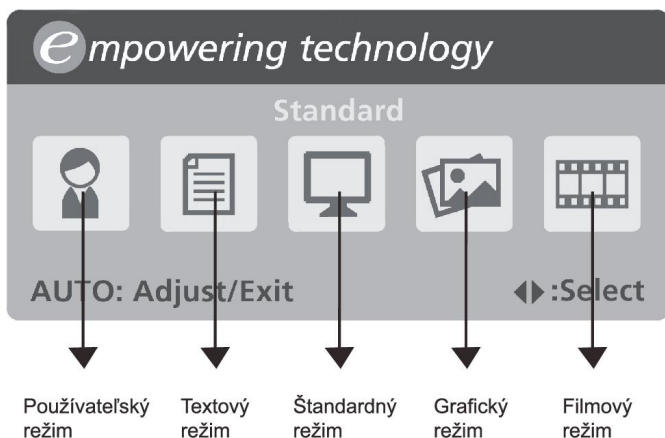 empowering technology
Standard
AUTO: Adjust/Exit
:Select
Používateľský režim
Textový režim
Štandardný režim
Grafický režim
Filmový režim